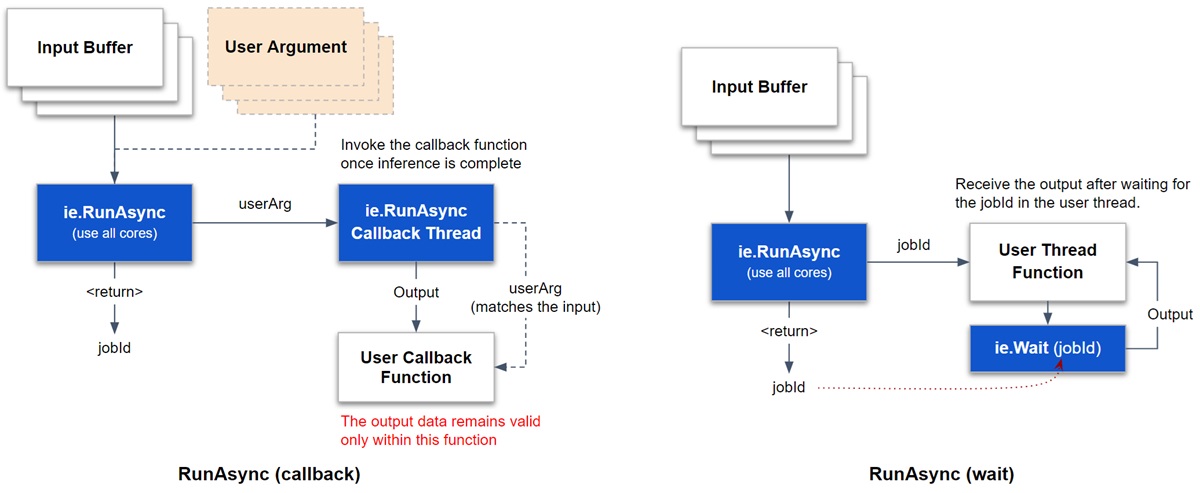 Input Buffer
User Argument
Invoke the callback function
once inference is complete
ie.RunAsync
(use all cores)
userArg
ie.RunAsync
Callback Thread
<return>
jobId
Output
userArg
(matches the input)
User Callback
Function
The output data remains valid
only within this function
RunAsync (callback)
Input Buffer
Receive the output after waiting for
the jobId in the user thread.
ie.RunAsync
(use all cores)
jobId
User Thread
Function
Output
ie.Wait (jobId)
<return>
jobId
RunAsync (wait)